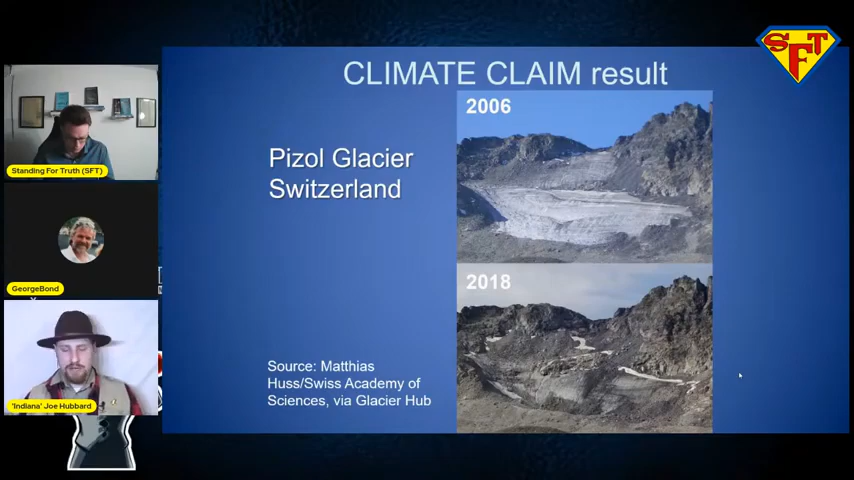 CLIMATE CLAIM result
SFT
2006
Pizol Glacier
Switzerland
Standing For Truth (SFT)
GeorgeBond
2018
Source: Matthias
Huss/Swiss Academy of
Sciences, via Glacier Hub
'Indiana' Joe Hubbard